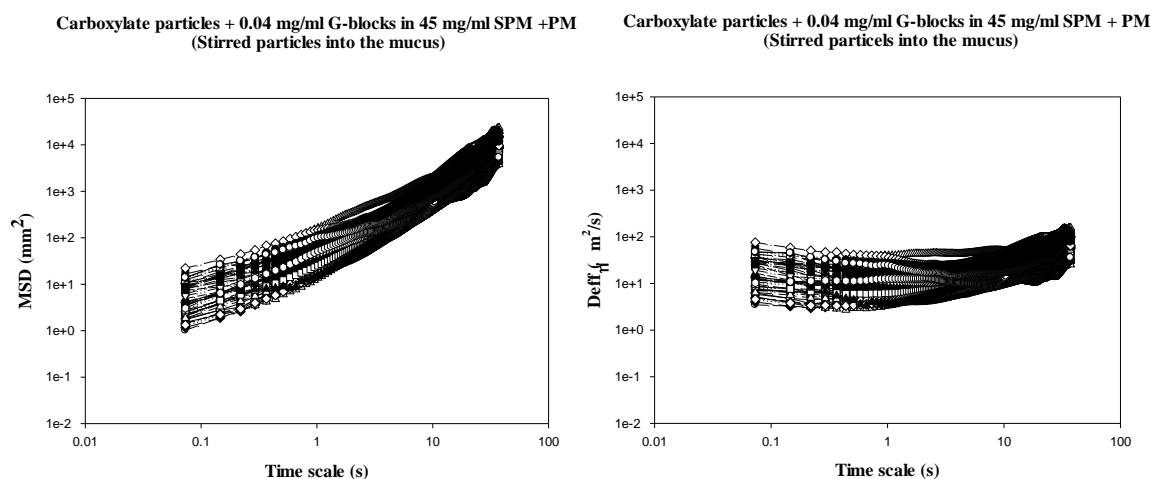 Carboxylate particles + 0.04 mg/ml G-blocks in 45 mg/ml SPM +PM
(Stirred particles into the mucus)
MSD (mm²)
1e+5
1e+4
1e+3
1e+2
1e+1
1e+0
1e-1
1e-2
0.01 0.1 1 10 100
Time scale (s)
Carboxylate particles + 0.04 mg/ml G-blocks in 45 mg/ml SPM + PM
(Stirred particels into the mucus)
m²/s)
1e+5
1e+4
1e+3
1e+2
1e+1
1e+0
1e-1
1e-2
0.01 0.1 1 10 100
Time scale (s)